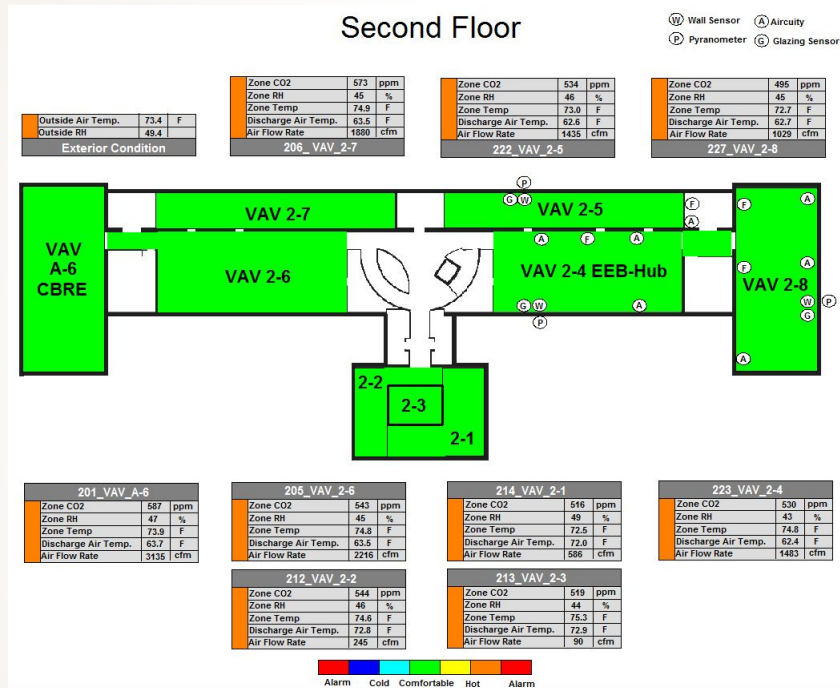 Second Floor
W Wall Sensor A Aircuity
P Pyranometer G Glazing Sensor
Outside Air Temp. 73.4 F
Outside RH 49.4
Exterior Condition
Zone CO2 573 ppm
Zone RH 45 %
Zone Temp 74.9 F
Discharge Air Temp. 63.5 F
Air Flow Rate 1880 cfm
206_ VAV_2-7
Zone CO2 534 ppm
Zone RH 46 %
Zone Temp 73.0 F
Discharge Air Temp. 62.6 F
Air Flow Rate 1435 cfm
222_VAV_2-5
Zone CO2 495 ppm
Zone RH 45 %
Zone Temp 72.7 F
Discharge Air Temp. 62.7 F
Air Flow Rate 1029 cfm
227_VAV_2-8
P
G W
VAV 2-7
VAV 2-5
F
A
F
A
VAV
A-6
CBRE
VAV 2-6
A F A
VAV 2-4 EEB-Hub
F
A
VAV 2-8
G W
P
A
W P
G
A
2-2
2-3
2-1
201_VAV_A-6
Zone CO2 587 ppm
Zone RH 47 %
Zone Temp 73.9 F
Discharge Air Temp. 63.7 F
Air Flow Rate 3135 cfm
205_VAV_2-6
Zone CO2 543 ppm
Zone RH 45 %
Zone Temp 74.8 F
Discharge Air Temp. 63.5 F
Air Flow Rate 2216 cfm
214_VAV_2-1
Zone CO2 516 ppm
Zone RH 49 %
Zone Temp 72.5 F
Discharge Air Temp. 72.0 F
Air Flow Rate 586 cfm
223_VAV_2-4
Zone CO2 530 ppm
Zone RH 43 %
Zone Temp 74.8 F
Discharge Air Temp. 62.4 F
Air Flow Rate 1483 cfm
212_VAV_2-2
Zone CO2 544 ppm
Zone RH 46 %
Zone Temp 74.6 F
Discharge Air Temp. 72.8 F
Air Flow Rate 245 cfm
213_VAV_2-3
Zone CO2 519 ppm
Zone RH 44 %
Zone Temp 75.3 F
Discharge Air Temp. 72.9 F
Air Flow Rate 90 cfm
Alarm Cold Comfortable Hot Alarm